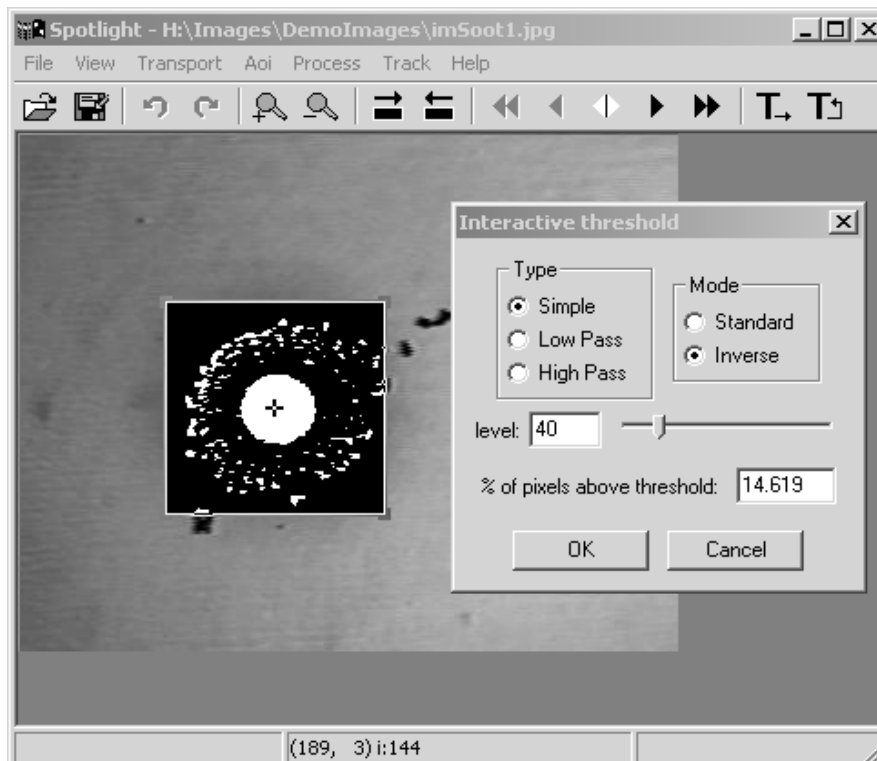 Spotlight - H:\Images\DemoImages\imSoot1.jpg
File View Transport Aoi Process Track Help
T T
Interactive threshold
Type
Simple
Low Pass
High Pass
Mode
Standard
Inverse
level: 40
% of pixels above threshold: 14.619
OK Cancel
(189, 3) i:144